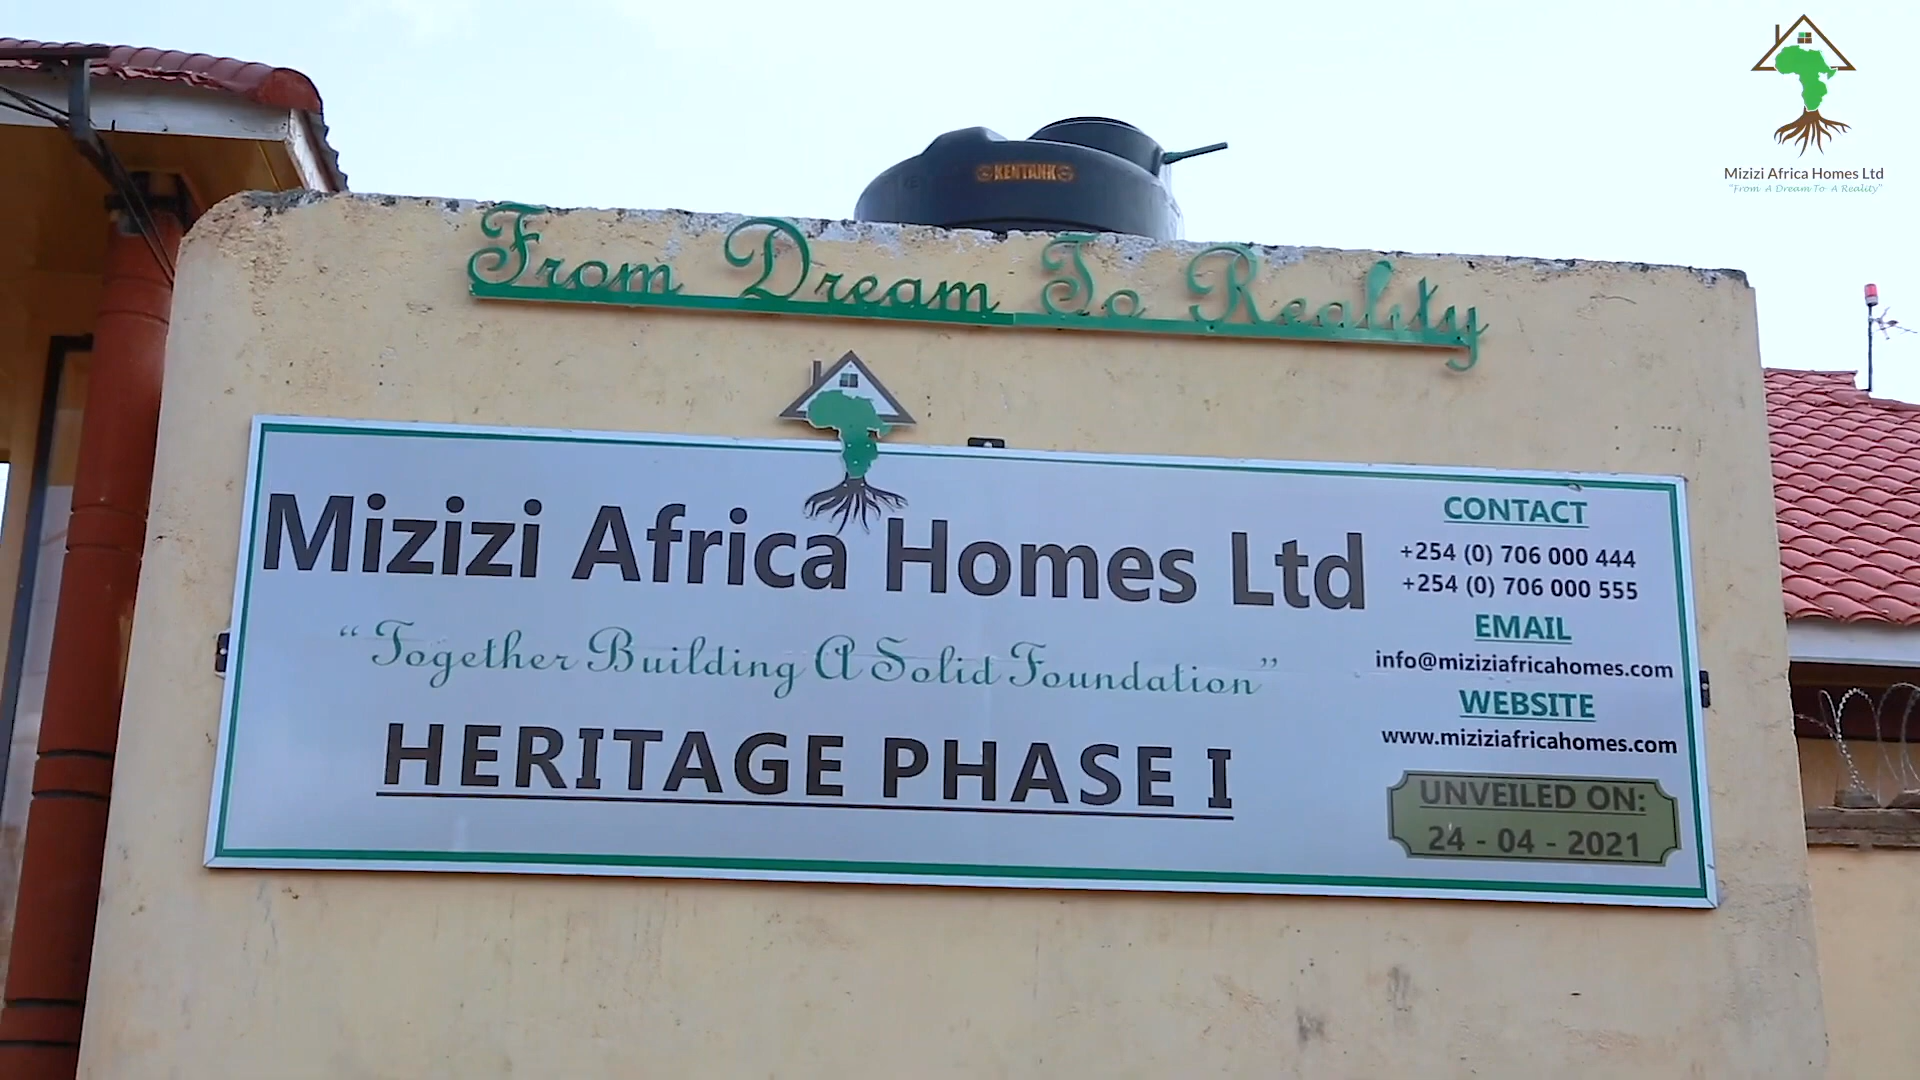 Mizizi Africa Homes Ltd
"From A Dream To A Reality"
KENTANK
From Dream To Reality
Mizizi Africa Homes Ltd
"Together Building A Solid Foundation"
HERITAGE PHASE I
CONTACT
+254 (0) 706 000 444
+254 (0) 706 000 555
EMAIL
info@miziziafricahomes.com
WEBSITE
www.miziziafricahomes.com
UNVEILED ON:
24 - 04 - 2021